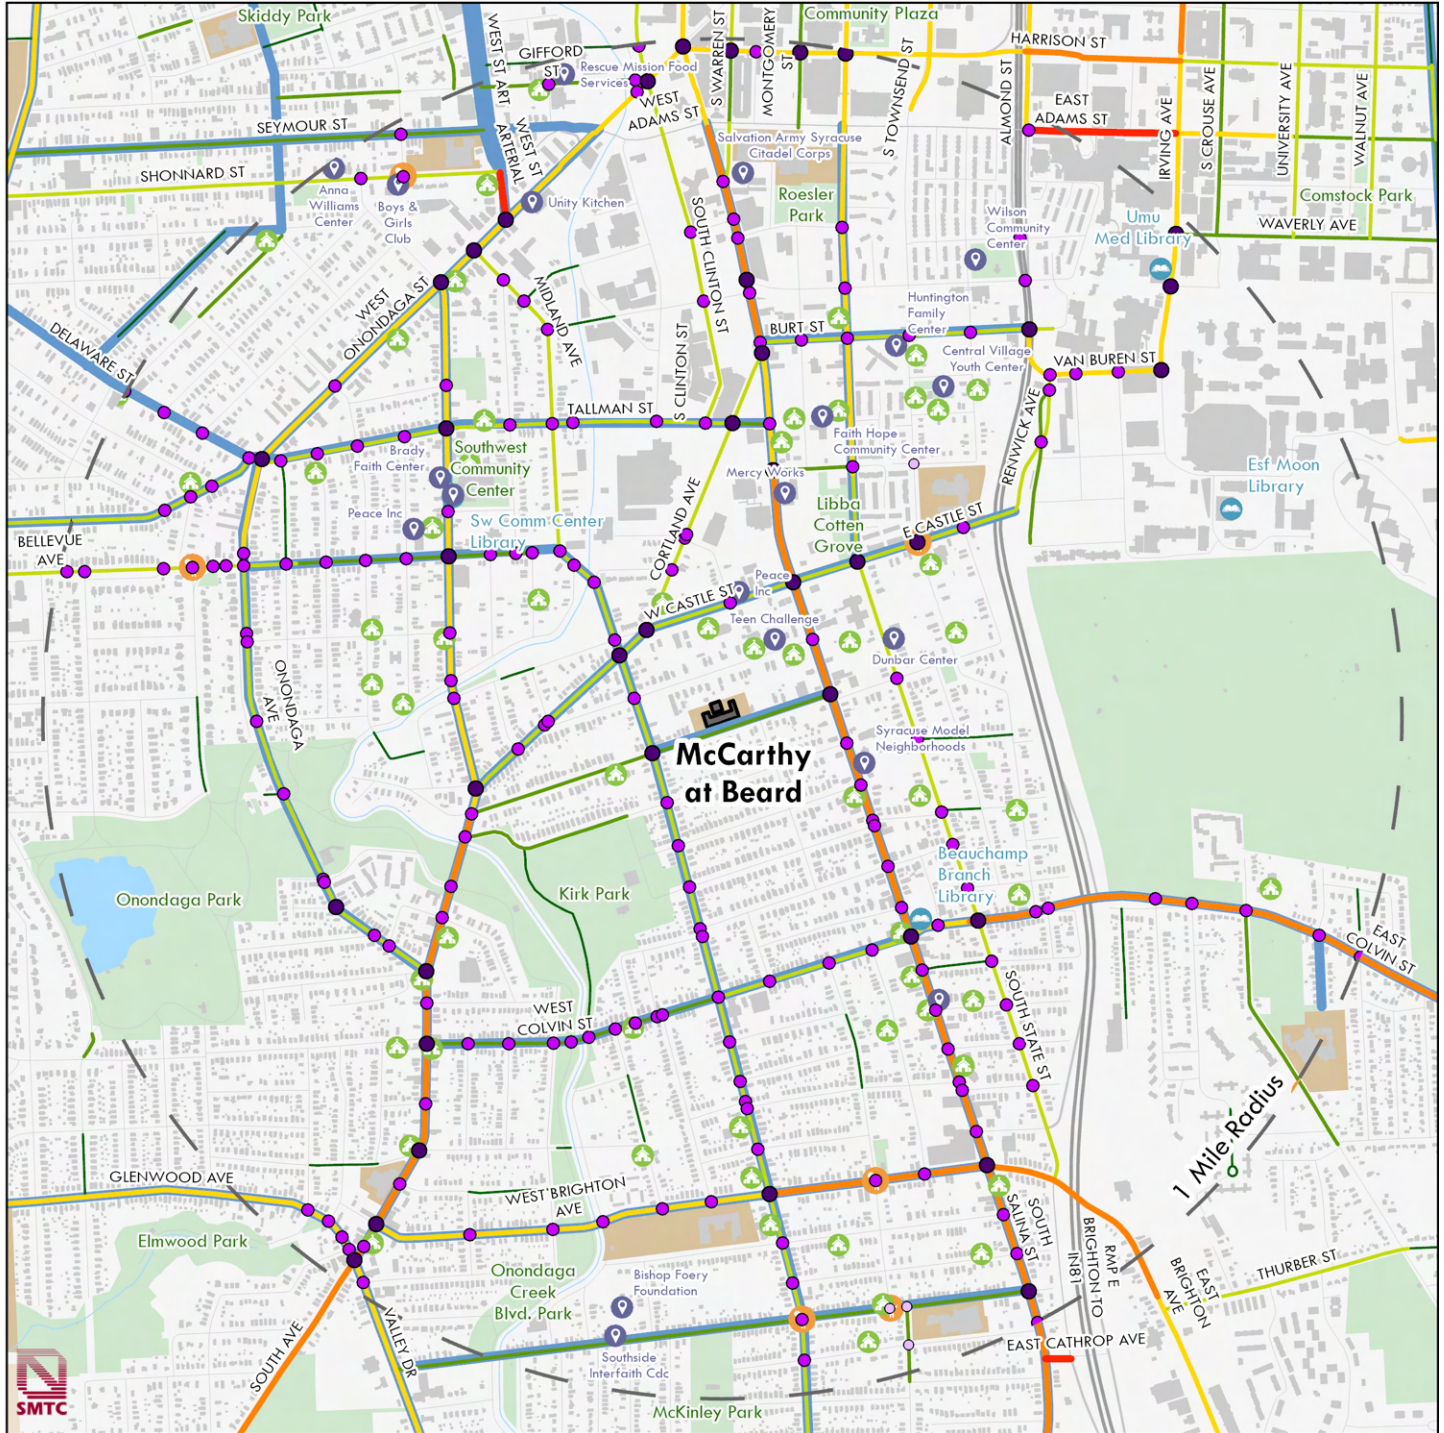 Skiddy Park
WEST ST ART
GIFFORD
ST
Rescue Mission Food
Services
WEST
ADAMS ST
S WARREN ST
MONTGOMERY
ST
Community Plaza
S TOWNSEND ST
HARRISON ST
ALMOND ST
EAST
ADAMS ST
IRVING AVE
S CROUSE AVE
UNIVERSITY AVE
WALNUT AVE
SEYMOUR ST
ARTERIAL
WEST ST
Salvation Army Syracuse
Citadel Corps
SHONNARD ST
Anna
Williams
Center
Boys &
Girls
Club
Unity Kitchen
Roesler
Park
Comstock Park
Wilson
Community
Center
Umu
Med Library
WAVERLY AVE
SOUTH CLINTON ST
WEST
ONONDAGA ST
MIDLAND AVE
Huntington
Family
Center
BURT ST
DELAWARE ST
S CLINTON ST
Central Village
Youth Center
VAN BUREN ST
TALLMAN ST
RENWICK AVE
Brady
Faith Center
Southwest
Community
Center
Faith Hope
Community Center
Mercy Works
Esf Moon
Library
Peace Inc
Sw Comm Center
Library
Libba
Cotten
Grove
E CASTLE ST
BELLEVUE
AVE
CORTLAND AVE
Peace
Inc
W CASTLE ST
Teen Challenge
Dunbar Center
ONONDAGA
AVE
Syracuse Model
Neighborhoods
McCarthy
at Beard
Beauchamp
Branch
Library
Onondaga Park
Kirk Park
EAST
COLVIN ST
WEST
COLVIN ST
SOUTH STATE ST
1 Mile Radius
GLENWOOD AVE
WEST BRIGHTON
AVE
Elmwood Park
SOUTH
SALINA ST
BRIGHTON TO
IN81
RMP E
EAST
BRIGHTON
AVE
THURBER ST
Onondaga
Creek
Blvd. Park
Bishop Foery
Foundation
VALLEY DR
SOUTH AVE
EAST CATHROP AVE
Southside
Interfaith Cdc
McKinley Park
SMTC